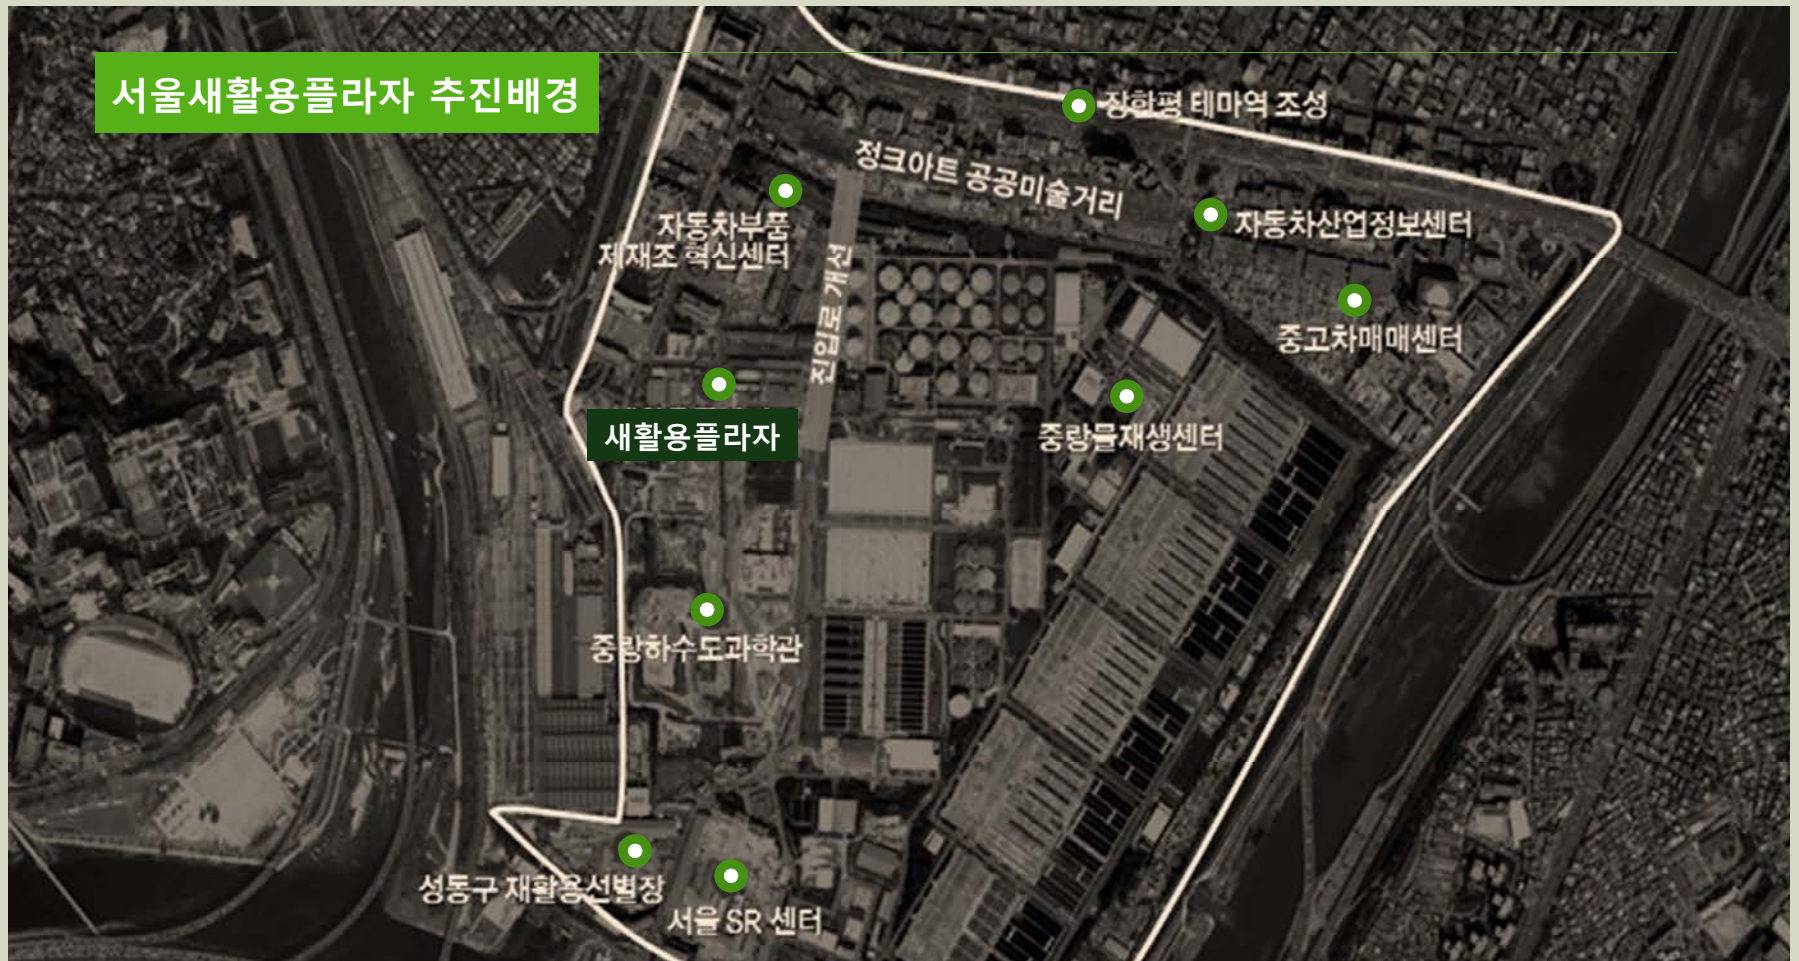 서울새활용플라자 추진배경
장한평 테마역 조성
정크아트 공공미술거리
자동차부품
제재조 혁신센터
자동차산업정보센터
진입로 개선
중고차매매센터
새활용플라자
중랑물재생센터
중랑하수도과학관
성동구 재활용선별장
서울 SR 센터